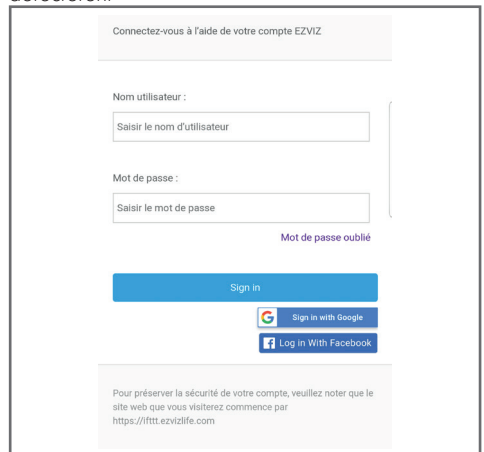 Connectez-vous à l'aide de votre compte EZVIZ
Nom utilisateur :
Saisir le nom d'utilisateur
Mot de passe :
Saisir le mot de passe
Mot de passe oublié
Sign in
Sign in with Google
Log in With Facebook
Pour préserver la sécurité de votre compte, veuillez noter que le
site web que vous visiterez commence par
https://ifttt.ezvizlife.com